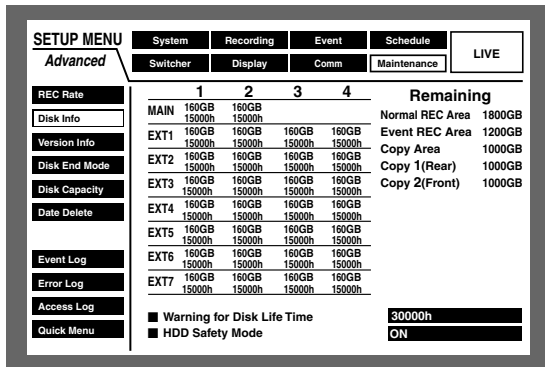 SETUP MENU
Advanced
System Recording Event Schedule
Switcher Display Comm Maintenance
LIVE
REC Rate
Disk Info
Version Info
Disk End Mode
Disk Capacity
Date Delete
Event Log
Error Log
Access Log
Quick Menu
1 2 3 4
MAIN 160GB 160GB
15000h 15000h
EXT1 160GB 160GB 160GB 160GB
15000h 15000h 15000h 15000h
EXT2 160GB 160GB 160GB 160GB
15000h 15000h 15000h 15000h
EXT3 160GB 160GB 160GB 160GB
15000h 15000h 15000h 15000h
EXT4 160GB 160GB 160GB 160GB
15000h 15000h 15000h 15000h
EXT5 160GB 160GB 160GB 160GB
15000h 15000h 15000h 15000h
EXT6 160GB 160GB 160GB 160GB
15000h 15000h 15000h 15000h
EXT7 160GB 160GB 160GB 160GB
15000h 15000h 15000h 15000h
Remaining
Normal REC Area 1800GB
Event REC Area 1200GB
Copy Area 1000GB
Copy 1(Rear) 1000GB
Copy 2(Front) 1000GB
■ Warning for Disk Life Time 30000h
■ HDD Safety Mode ON